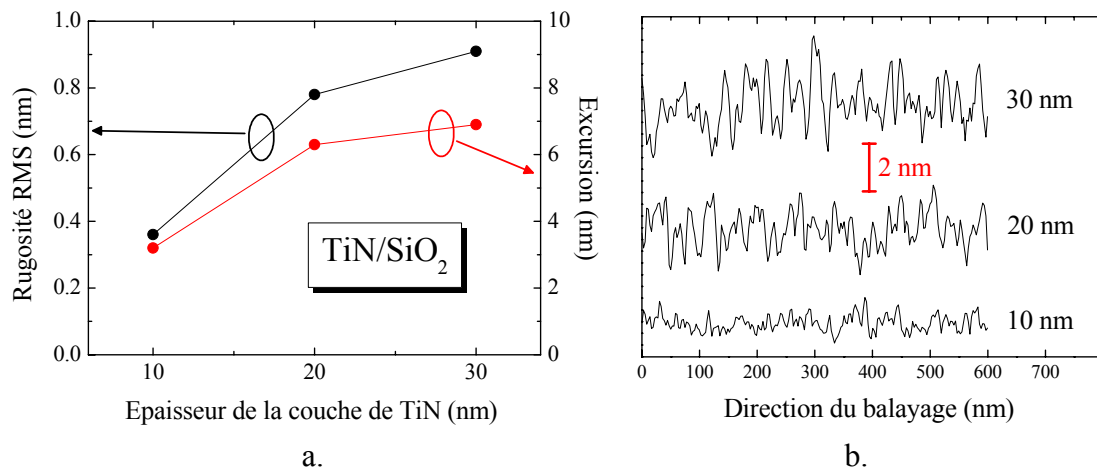 1.0
0.8
0.6
0.4
0.2
0.0
Rugosité RMS (nm)
10
8
6
4
2
0
Excursion (nm)
TiN/SiO2
10 20 30
Epaisseur de la couche de TiN (nm)
a.
30 nm
2 nm
20 nm
10 nm
0 100 200 300 400 500 600 700
Direction du balayage (nm)
b.